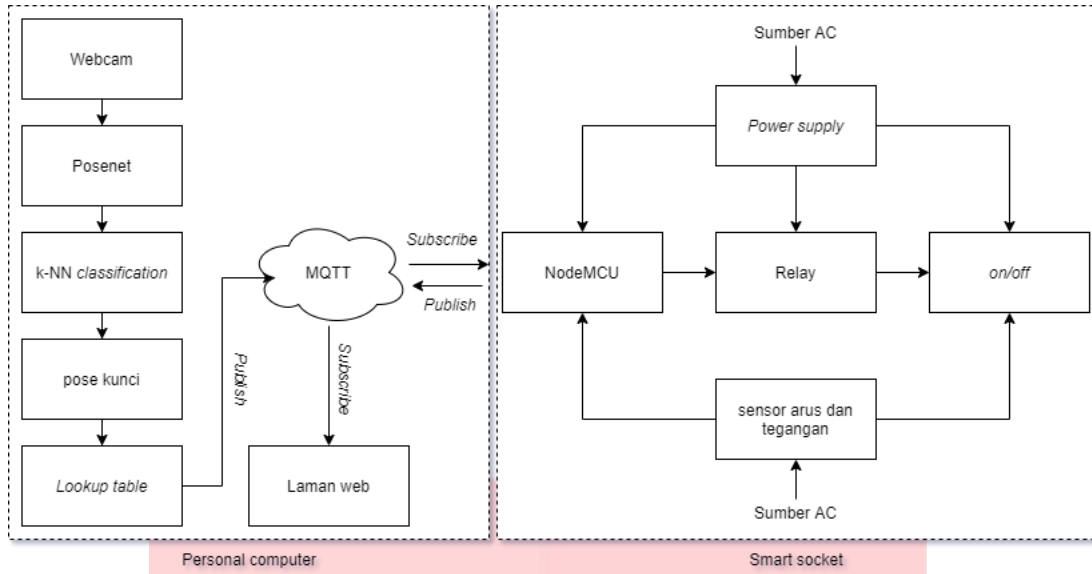 Webcam
Posenet
k-NN classification
pose kunci
Lookup table
Publish
MQTT
Subscribe
Laman web
Subscribe
Publish
Personal computer
Sumber AC
Power supply
NodeMCU
Relay
on/off
sensor arus dan
tegangan
Sumber AC
Smart socket